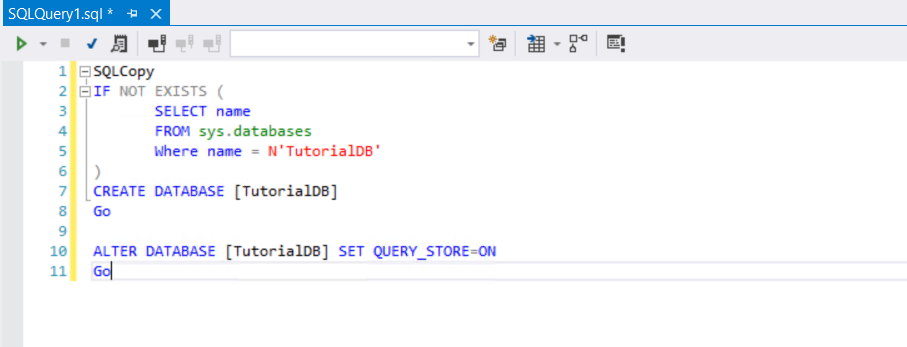 SQLQuery1.sql *
1 SQLCopy
2 IF NOT EXISTS (
3 SELECT name
4 FROM sys.databases
5 Where name = N'TutorialDB'
6 )
7 CREATE DATABASE [TutorialDB]
8 Go
9
10 ALTER DATABASE [TutorialDB] SET QUERY_STORE=ON
11 Go